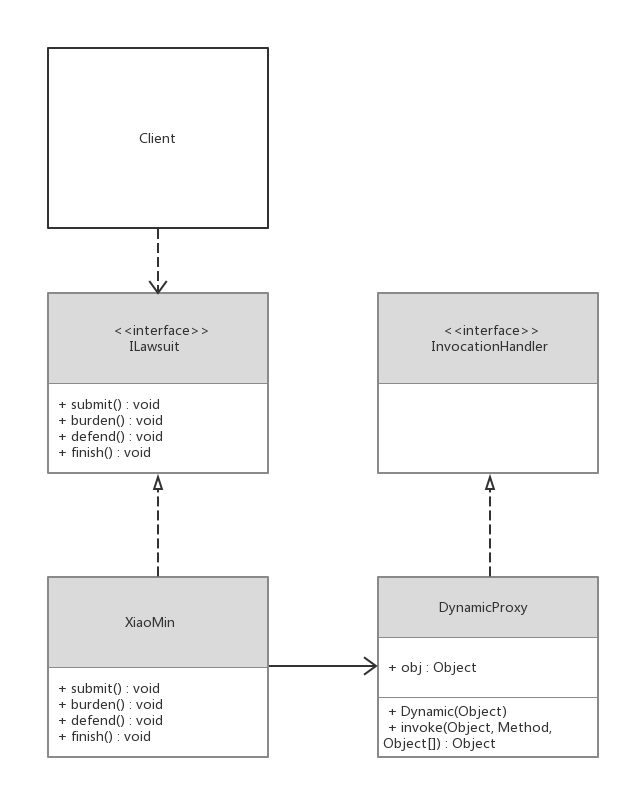 Client
<<interface>>
ILawsuit
+ submit() : void
+ burden() : void
+ defend() : void
+ finish() : void
<<interface>>
InvocationHandler
XiaoMin
+ submit() : void
+ burden() : void
+ defend() : void
+ finish() : void
DynamicProxy
+ obj : Object
+ Dynamic(Object)
+ invoke(Object, Method,
Object[]) : Object